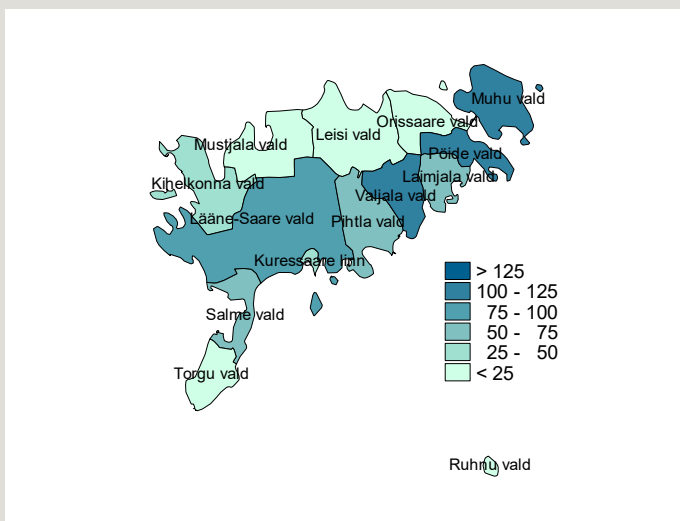 Muhu vald
Orissaare vald
Leisi vald
Mustjala vald
Pöide vald
Laimjala vald
Kihelkonna vald
Valjala vald
Lääne-Saare vald
Pihtla vald
Kuressaare linn
> 125
100 - 125
75 - 100
50 - 75
25 - 50
< 25
Salme vald
Torgu vald
Ruhnu vald